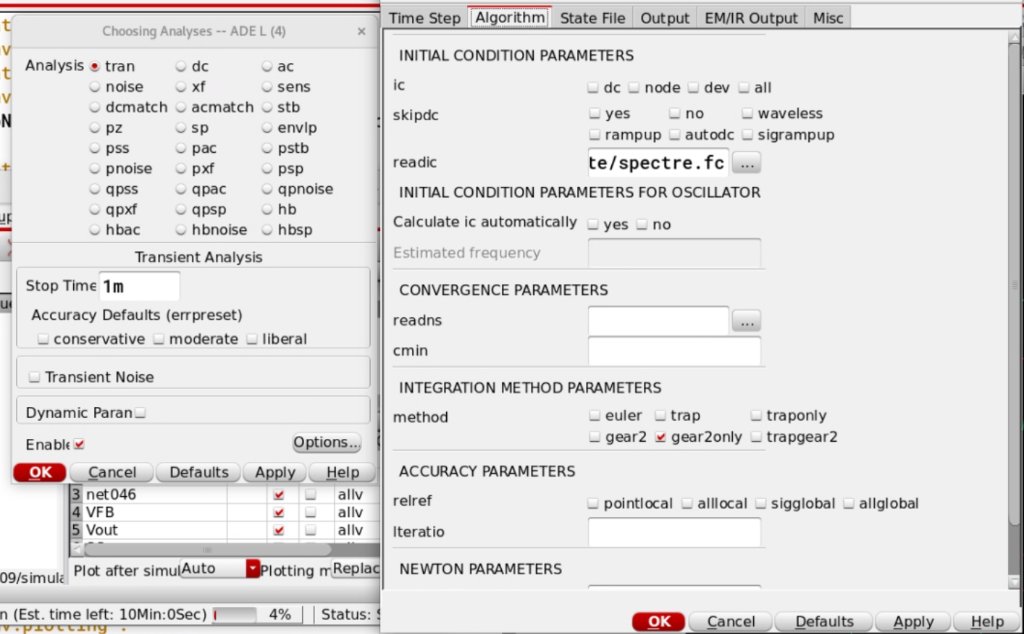 Choosing Analyses -- ADE L (4)
×
Analysis tran dc ac
noise xf sens
dcmatch acmatch stb
pz sp envlp
pss pac pstb
pnoise pxf psp
qpss qpac qpnoise
qpxf qpsp hb
hbac hbnoise hbsp
Transient Analysis
Stop Time 1m
Accuracy Defaults (errpreset)
conservative moderate liberal
Transient Noise
Dynamic Paran
Enable
Options...
OK Cancel Defaults Apply Help
3 net046 allv
4 VFB allv
5 Vout allv
Plot after simul Auto Plotting m Replac
09/simula
n (Est. time left: 10Min:0Sec) 4% Status:
Time Step Algorithm State File Output EM/IR Output Misc
INITIAL CONDITION PARAMETERS
ic dc node dev all
skipdc yes no waveless
rampup autodc sigrampup
readic te/spectre.fc ...
INITIAL CONDITION PARAMETERS FOR OSCILLATOR
Calculate ic automatically yes no
Estimated frequency
CONVERGENCE PARAMETERS
readns ...
cmin
INTEGRATION METHOD PARAMETERS
method euler trap traponly
gear2 gear2only trapgear2
ACCURACY PARAMETERS
relref pointlocal alllocal sigglobal allglobal
Iteratio
NEWTON PARAMETERS
OK Cancel Defaults Apply Help